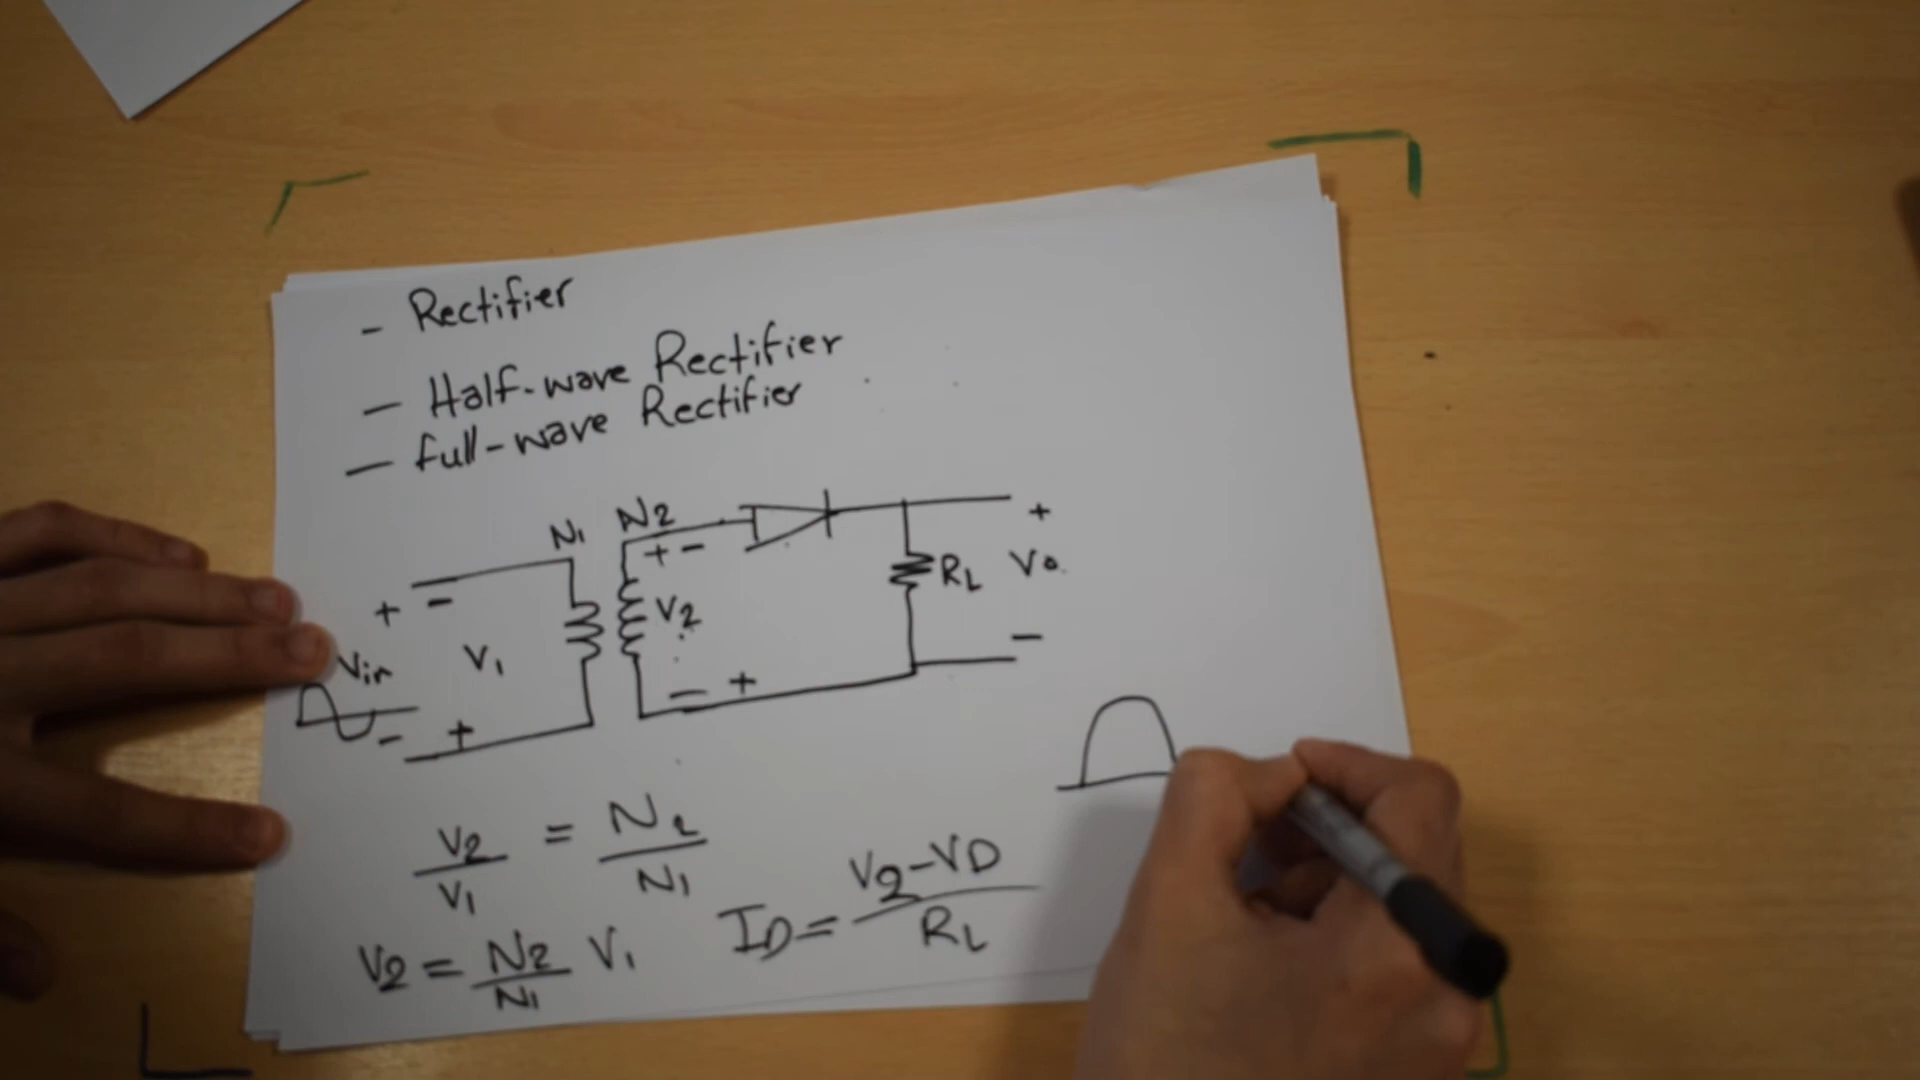 - Rectifier
- Half-wave Rectifier
- full-wave Rectifier
N1 N2
+ -
+
+ - RL Vo
V2
Vin V1
-
- +
- +
V2/V1 = N2/N1
ID = V2-VD/RL
V2 = N2/N1 V1